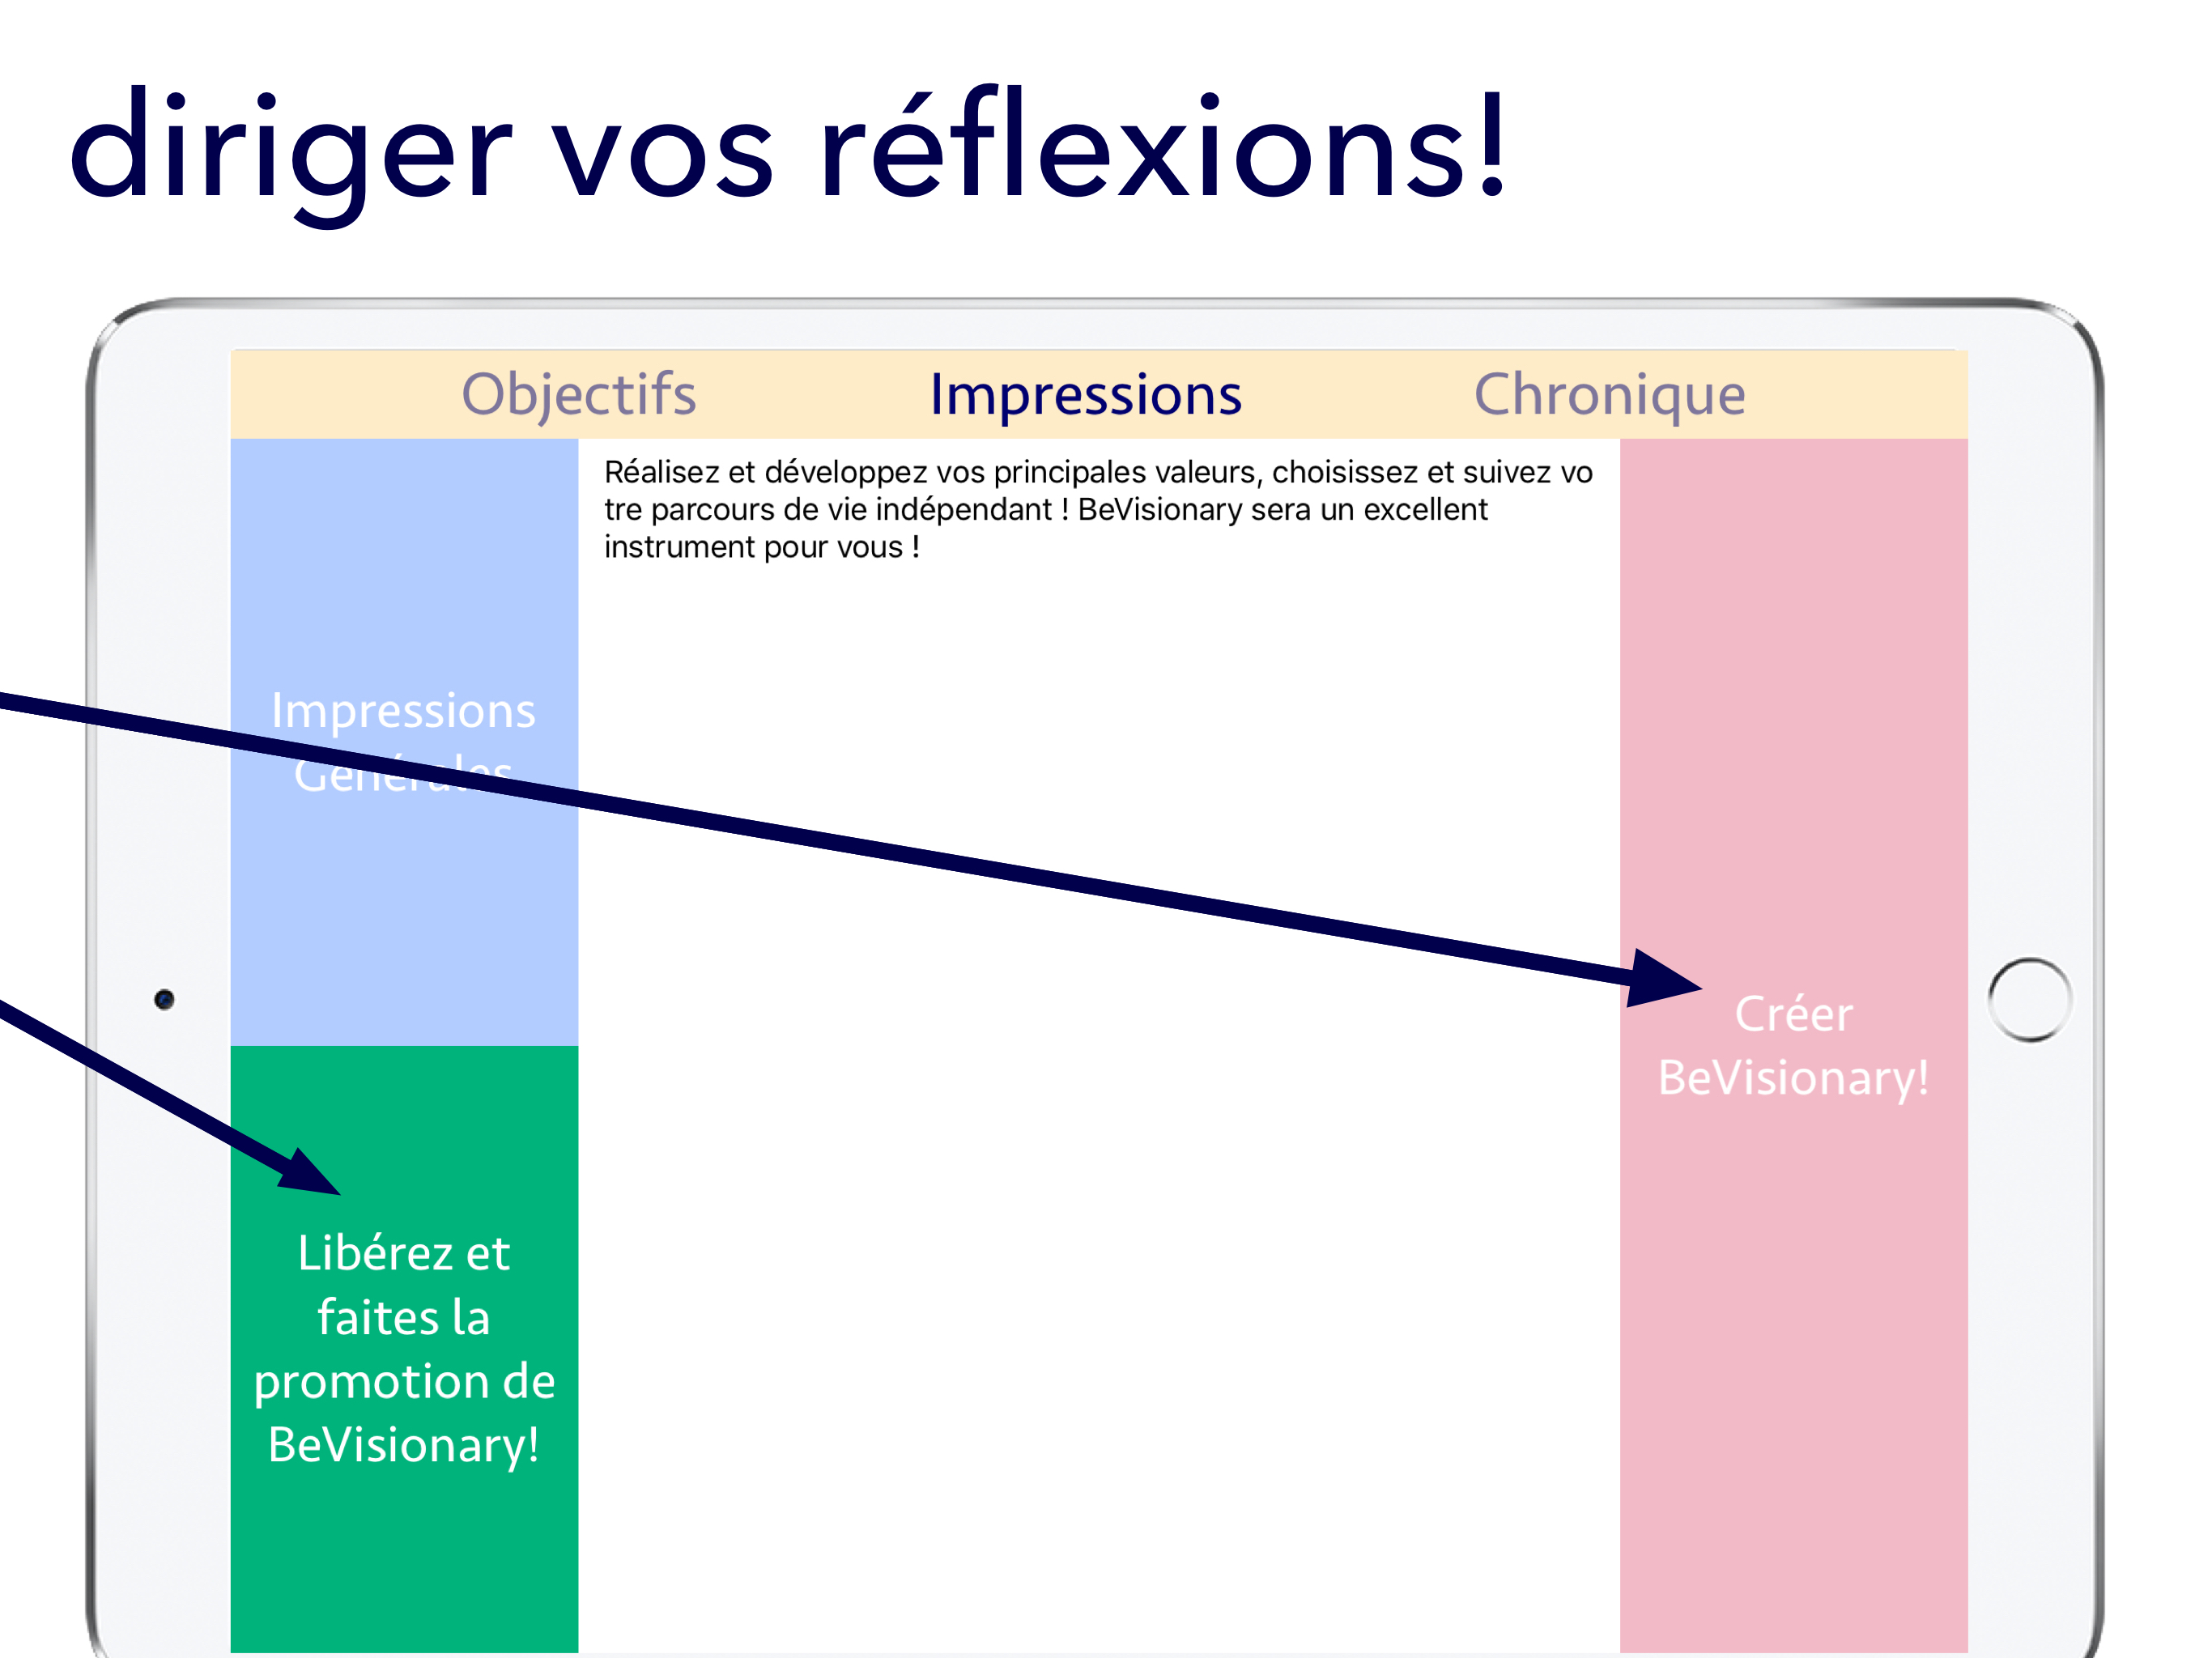 diriger vos réflexions!
Objectifs Impressions Chronique
Réalisez et développez vos principales valeurs, choisissez et suivez vo
tre parcours de vie indépendant ! BeVisionary sera un excellent
instrument pour vous !
Impressions
Générales
Créer
BeVisionary!
Libérez et
faites la
promotion de
BeVisionary!